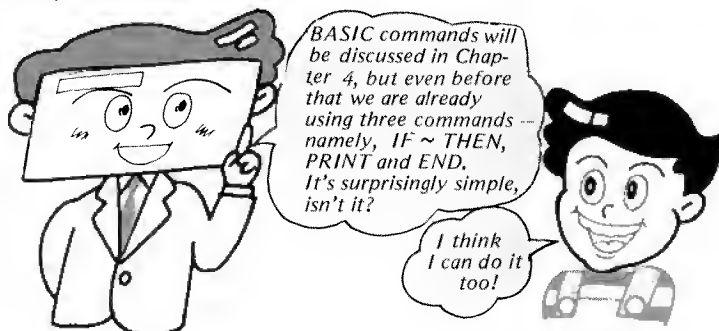 BASIC commands will
be discussed in Chap-
ter 4, but even before
that we are already
using three commands --
namely, IF ~ THEN,
PRINT and END.
It's surprisingly simple,
isn't it?
I think
I can do it
too!